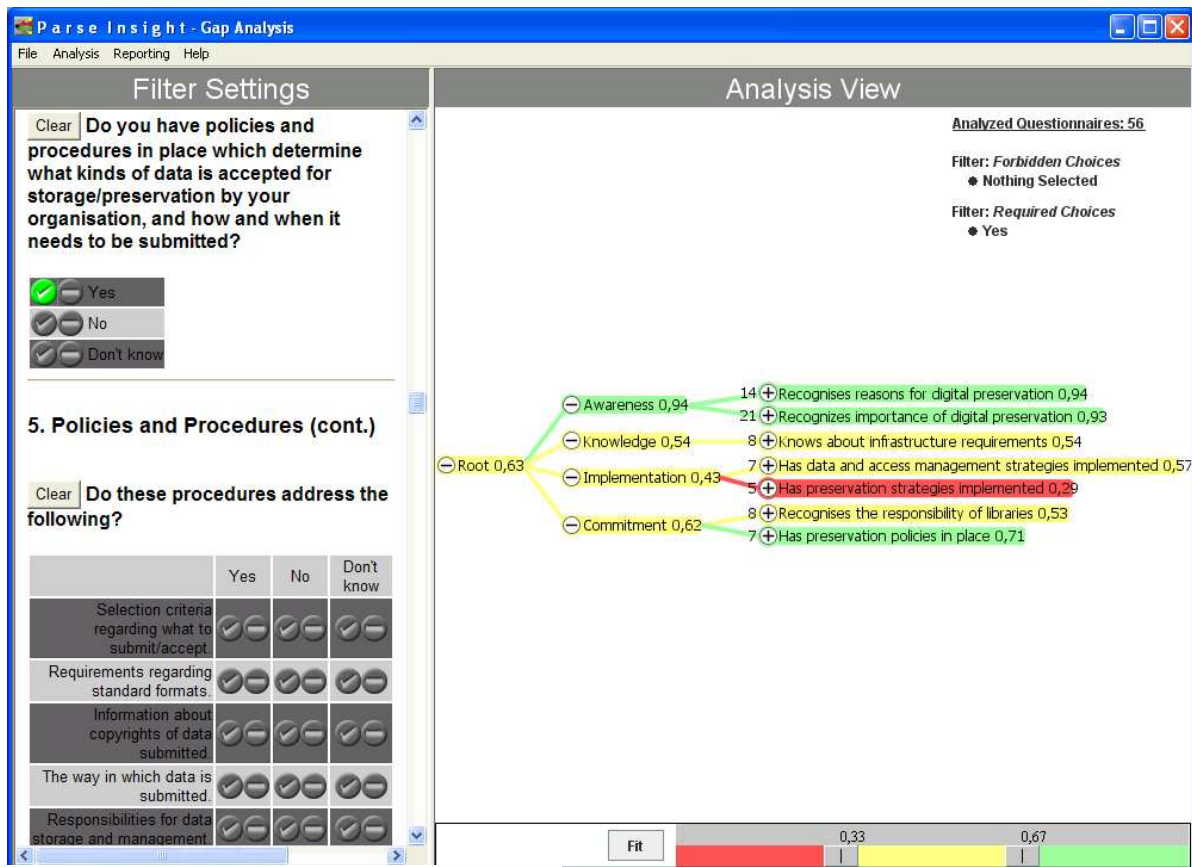 Parse Insight - Gap Analysis
File Analysis Reporting Help
Filter Settings
Clear Do you have policies and
procedures in place which determine
what kinds of data is accepted for
storage/preservation by your
organisation, and how and when it
needs to be submitted?
Yes
No
Don't know
5. Policies and Procedures (cont.)
Clear Do these procedures address the
following?
Yes No Don't
know
Selection criteria
regarding what to
submit/accept.
Requirements regarding
standard formats.
Information about
copyrights of data
submitted.
The way in which data is
submitted.
Responsibilities for data
storage and management.
Analysis View
Analyzed Questionnaires: 56
Filter: Forbidden Choices
Nothing Selected
Filter: Required Choices
Yes
Root 0,63
Awareness 0,94
14 Recognises reasons for digital preservation 0,94
21 Recognizes importance of digital preservation 0,93
Knowledge 0,54
8 Knows about infrastructure requirements 0,54
Implementation 0,43
7 Has data and access management strategies implemented 0,57
5 Has preservation strategies implemented 0,29
Commitment 0,62
8 Recognises the responsibility of libraries 0,53
7 Has preservation policies in place 0,71
Fit
0,33 0,67